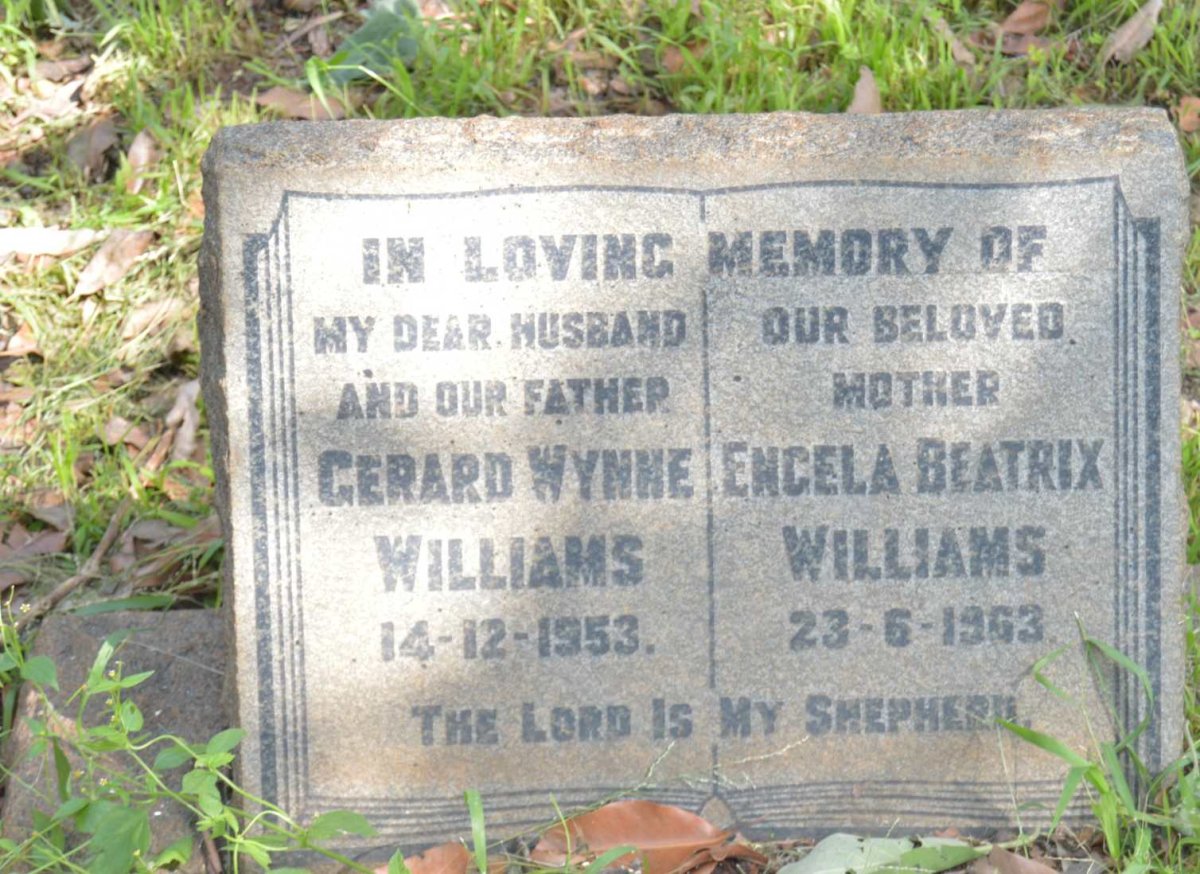 IN LOVING MEMORY OF
MY DEAR HUSBAND
AND OUR FATHER
GERARD WYNNE
WILLIAMS
14-12-1953.
OUR BELOVED
MOTHER
ENGELA BEATRIX
WILLIAMS
23-6-1963.
THE LORD IS MY SHEPHERD.